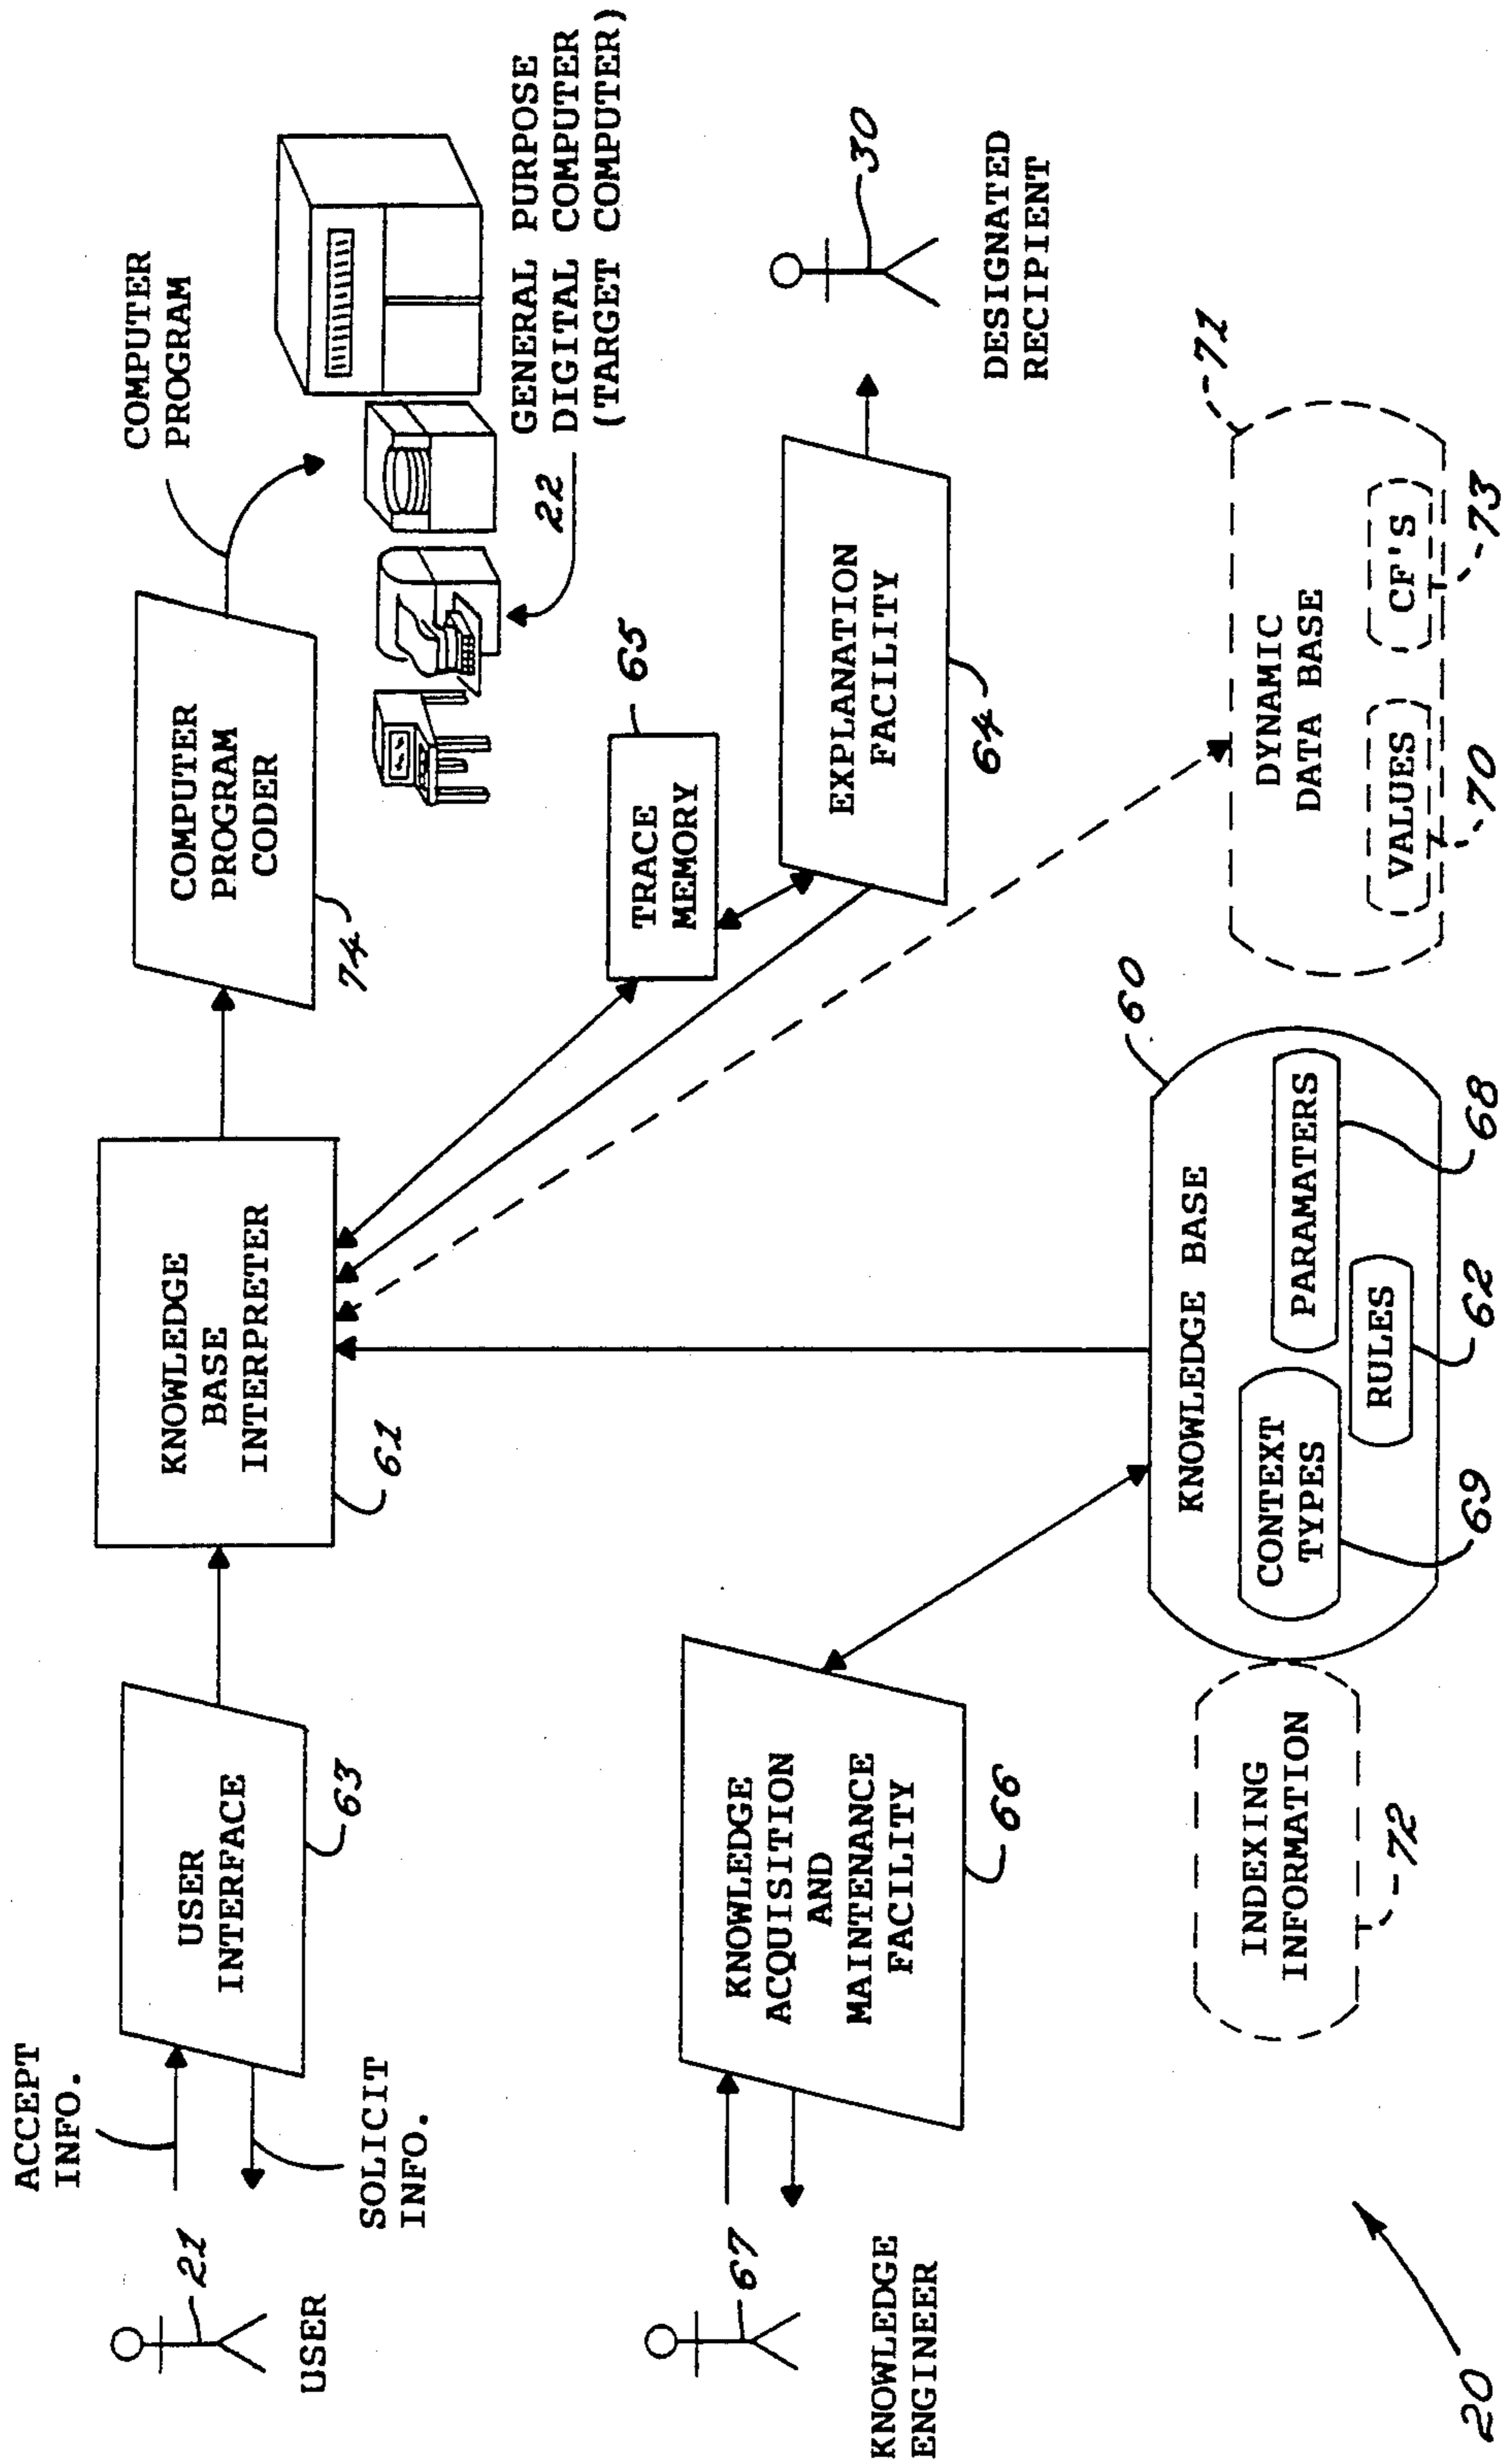 ACCEPT
INFO.
21
USER
SOLICIT
INFO.
USER
INTERFACE
63
KNOWLEDGE
BASE
INTERPRETER
61
COMPUTER
PROGRAM
CODER
74
COMPUTER
PROGRAM
22
GENERAL PURPOSE
DIGITAL COMPUTER
(TARGET COMPUTER)
TRACE
MEMORY
65
67
KNOWLEDGE
ENGINEER
KNOWLEDGE
ACQUISITION
AND
MAINTENANCE
FACILITY
66
EXPLANATION
FACILITY
64
30
DESIGNATED
RECIPIENT
INDEXING
INFORMATION
72
KNOWLEDGE BASE
60
CONTEXT
TYPES
69
PARAMATERS
68
RULES
62
DYNAMIC
DATA BASE
71
VALUES
70
CF'S
73
20